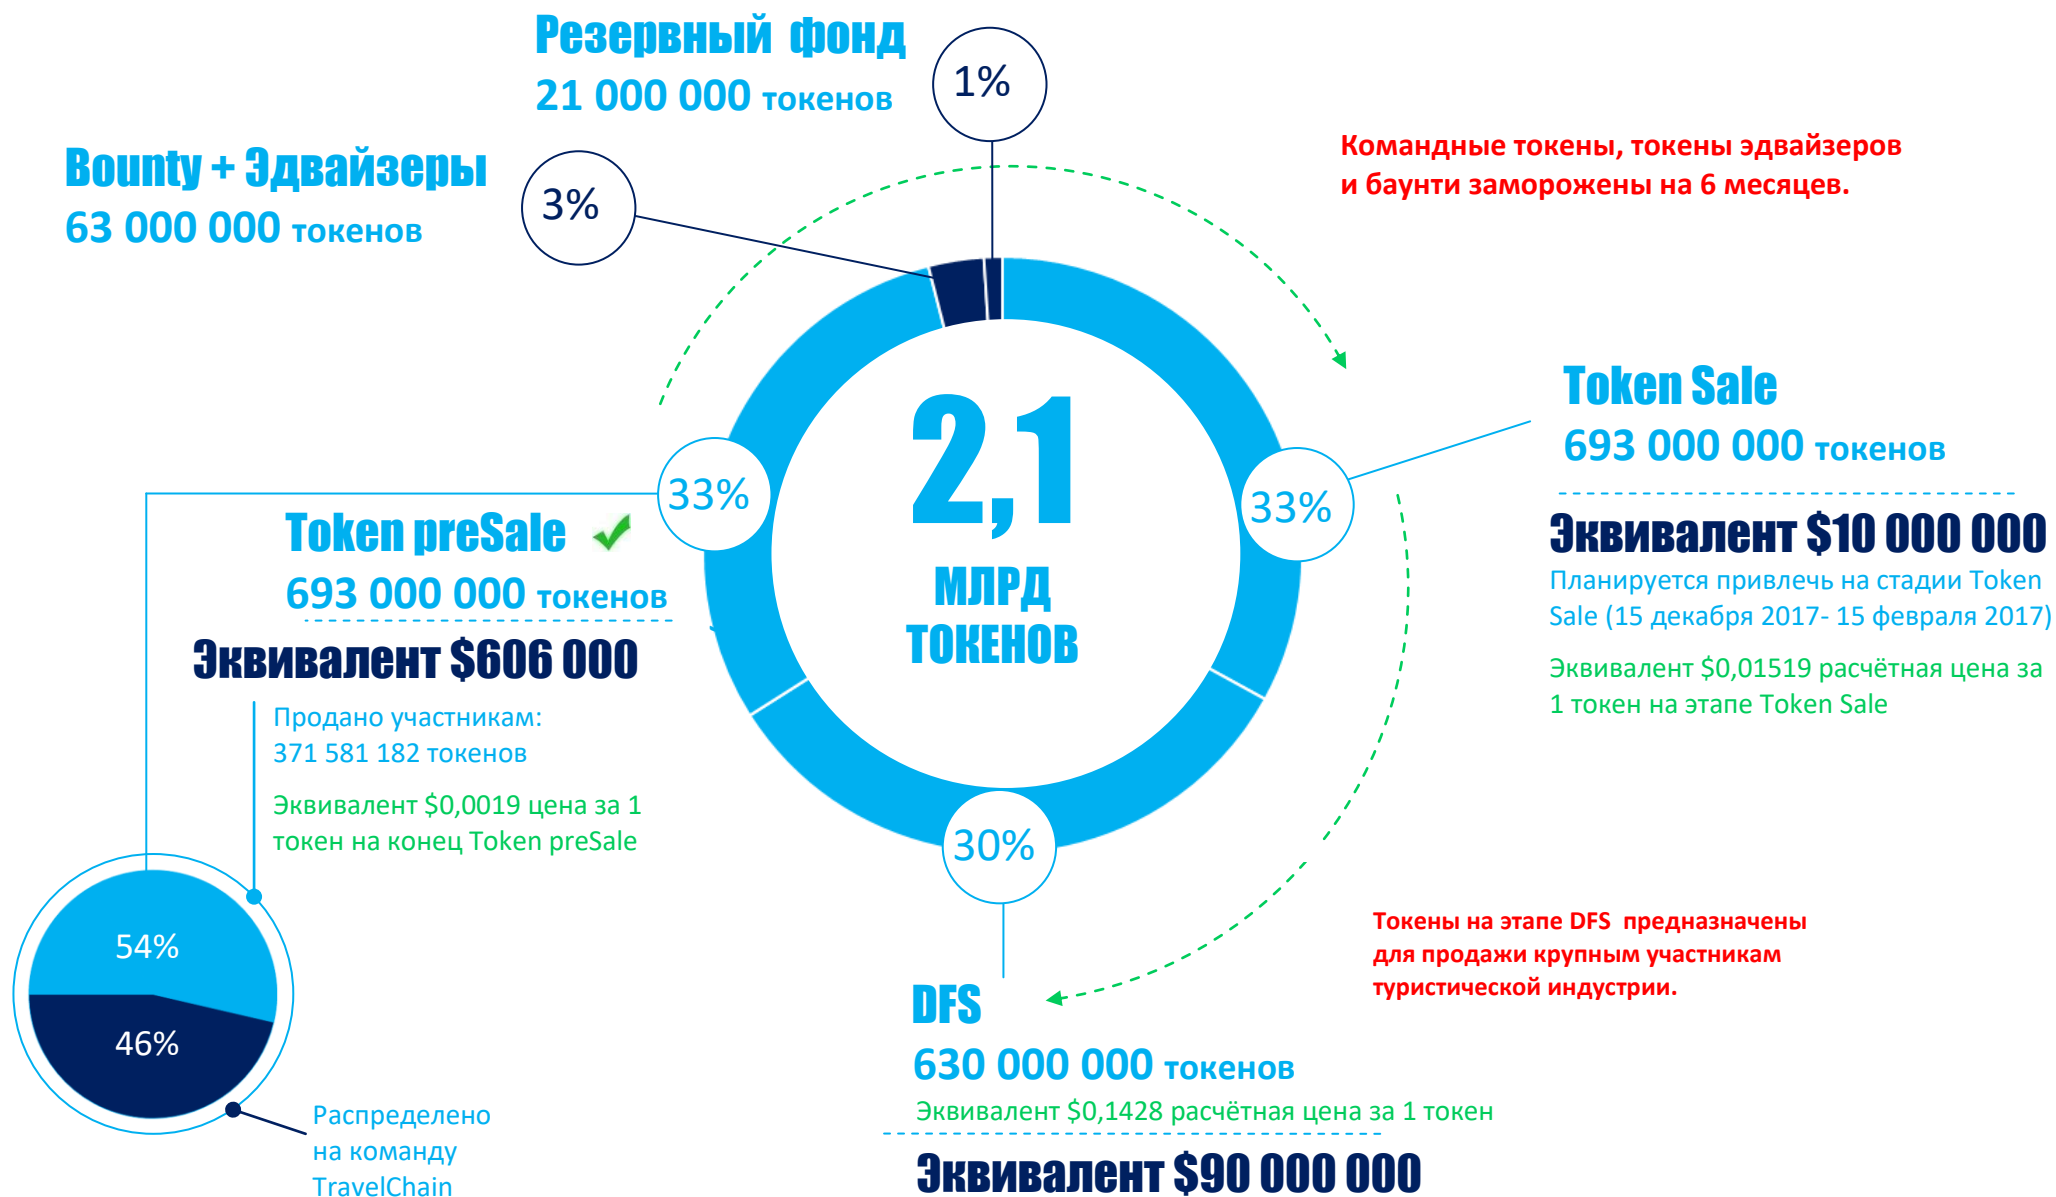 Резервный фонд
21 000 000 токенов
1%
Bounty + Эдвайзеры
63 000 000 токенов
3%
Командные токены, токены эдвайзеров
и баунти заморожены на 6 месяцев.
2,1
МЛРД
ТОКЕНОВ
33%
Token Sale
693 000 000 токенов
Эквивалент $10 000 000
Планируется привлечь на стадии Token
Sale (15 декабря 2017- 15 февраля 2017)
Эквивалент $0,01519 расчётная цена за
1 токен на этапе Token Sale
33%
Token preSale
693 000 000 токенов
Эквивалент $606 000
Продано участникам:
371 581 182 токенов
Эквивалент $0,0019 цена за 1
токен на конец Token preSale
54%
46%
Распределено
на команду
TravelChain
30%
DFS
630 000 000 токенов
Эквивалент $0,1428 расчётная цена за 1 токен
Эквивалент $90 000 000
Токены на этапе DFS предназначены
для продажи крупным участникам
туристической индустрии.